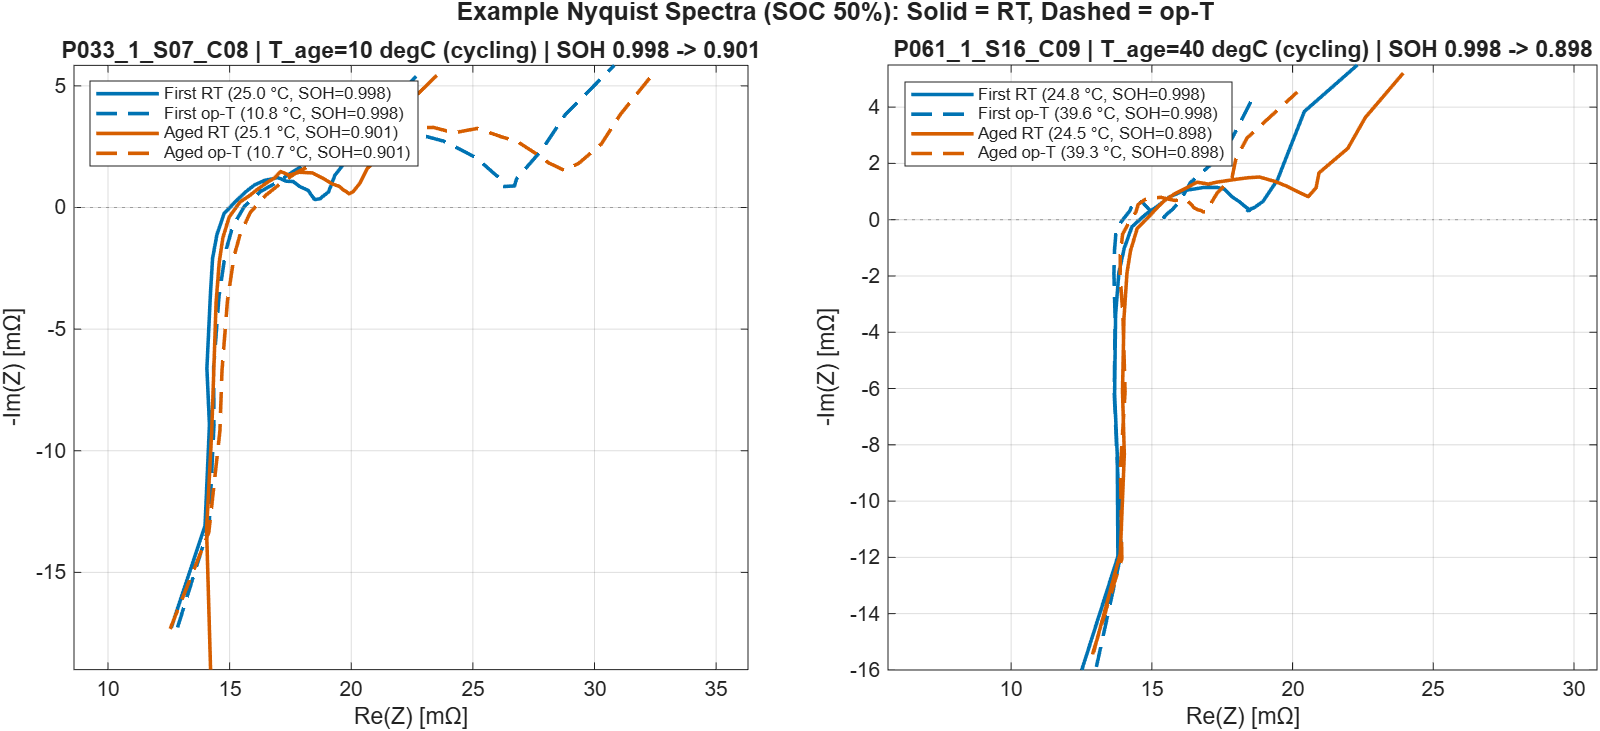 Example Nyquist Spectra (SOC 50%): Solid = RT, Dashed = op-T
P033_1_S07_C08 | T_age=10 degC (cycling) | SOH 0.998 -> 0.901
First RT (25.0 °C, SOH=0.998)
First op-T (10.8 °C, SOH=0.998)
Aged RT (25.1 °C, SOH=0.901)
Aged op-T (10.7 °C, SOH=0.901)
5
0
-5
-10
-15
-Im(Z) [mΩ]
10 15 20 25 30 35
Re(Z) [mΩ]
P061_1_S16_C09 | T_age=40 degC (cycling) | SOH 0.998 -> 0.898
First RT (24.8 °C, SOH=0.998)
First op-T (39.6 °C, SOH=0.998)
Aged RT (24.5 °C, SOH=0.898)
Aged op-T (39.3 °C, SOH=0.898)
4
2
0
-2
-4
-6
-8
-10
-12
-14
-16
-Im(Z) [mΩ]
10 15 20 25 30
Re(Z) [mΩ]